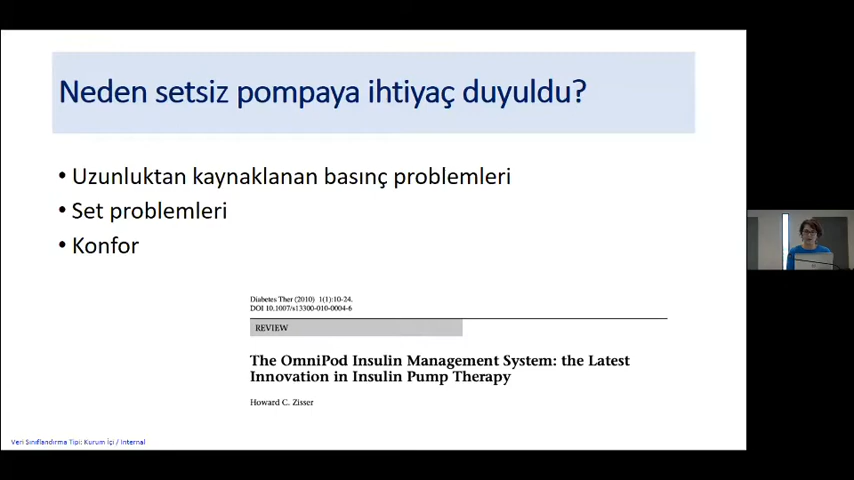 Neden setsiz pompaya ihtiyaç duyuldu?
• Uzunluktan kaynaklanan basınç problemleri
• Set problemleri
• Konfor
Diabetes Ther (2010) 1(1):10-24.
DOI 10.1007/s13300-010-0004-6
REVIEW
The OmniPod Insulin Management System: the Latest
Innovation in Insulin Pump Therapy
Howard C. Zisser
Veri Sınıflandırma Tipi: Kurum İçi / Internal